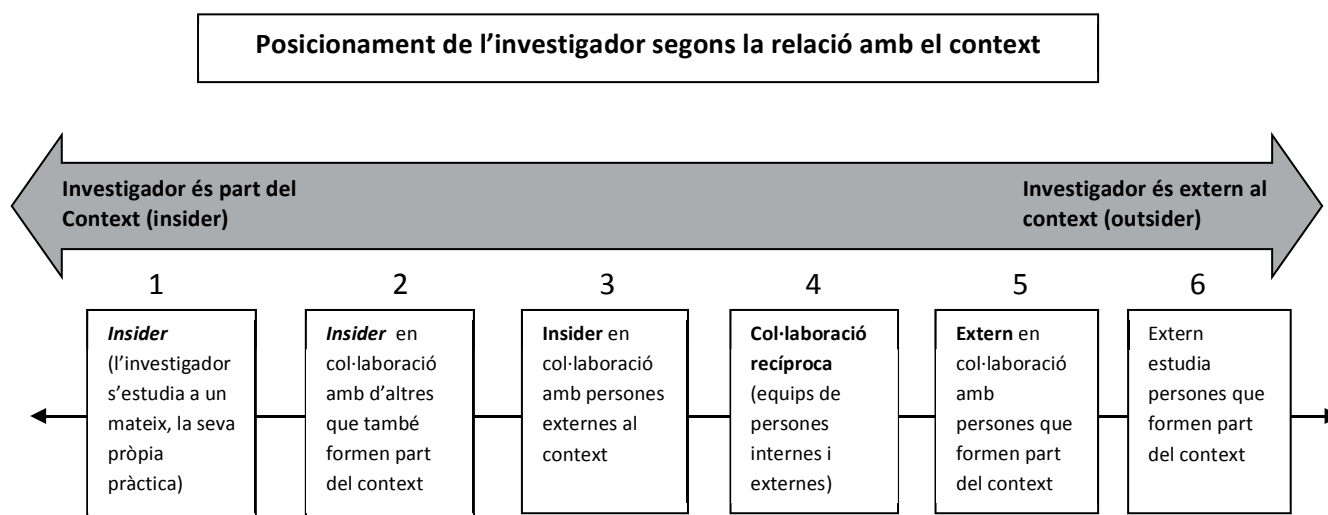 Posicionament de l’investigador segons la relació amb el context
Investigador és part del
Context (insider)
Investigador és extern al
context (outsider)
1
2
3
4
5
6
Insider
(l’investigador
s’estudia a un
mateix, la seva
pròpia
pràctica)
Insider en
col·laboració
amb d’altres
que també
formen part
del context
Insider en
col·laboració
amb persones
externes al
context
Col·laboració
recíproca
(equips de
persones
internes i
externes)
Extern en
col·laboració
amb
persones que
formen part
del context
Extern
estudia
persones que
formen part
del context